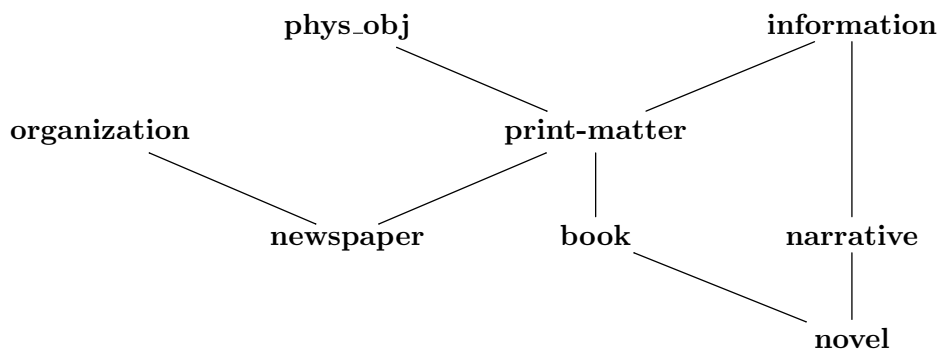 phys_obj information
organization print-matter
newspaper book narrative
novel